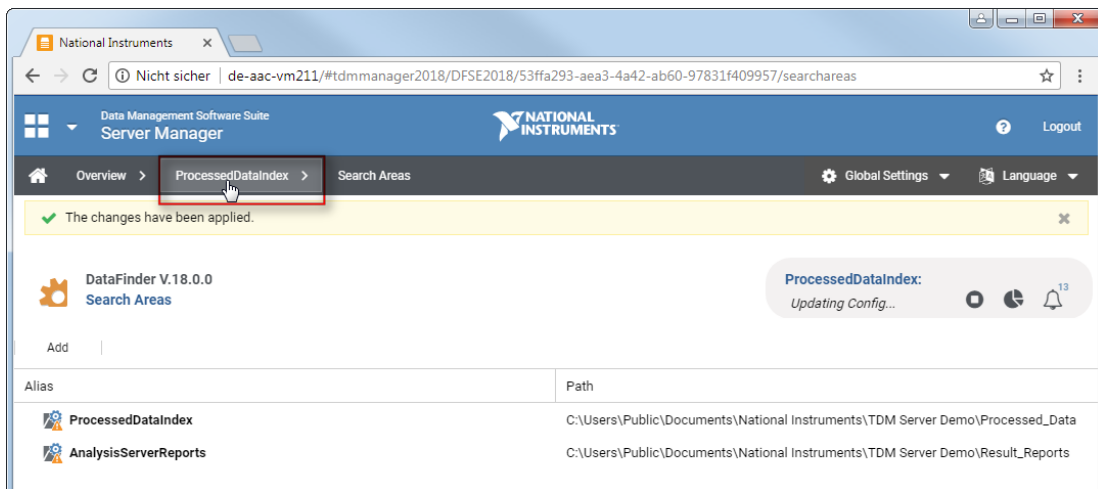 National Instruments
Nicht sicher | de-aac-vm211/#tdmmanager2018/DFSE2018/53ffa293-aea3-4a42-ab60-97831f409957/searchareas
Data Management Software Suite
Server Manager
NATIONAL
INSTRUMENTS
Logout
Overview > ProcessedDataIndex > Search Areas Global Settings Language
The changes have been applied.
DataFinder V.18.0.0
Search Areas
ProcessedDataIndex:
Updating Config...
13
Add
Alias Path
ProcessedDataIndex C:\Users\Public\Documents\National Instruments\TDM Server Demo\Processed_Data
AnalysisServerReports C:\Users\Public\Documents\National Instruments\TDM Server Demo\Result_Reports